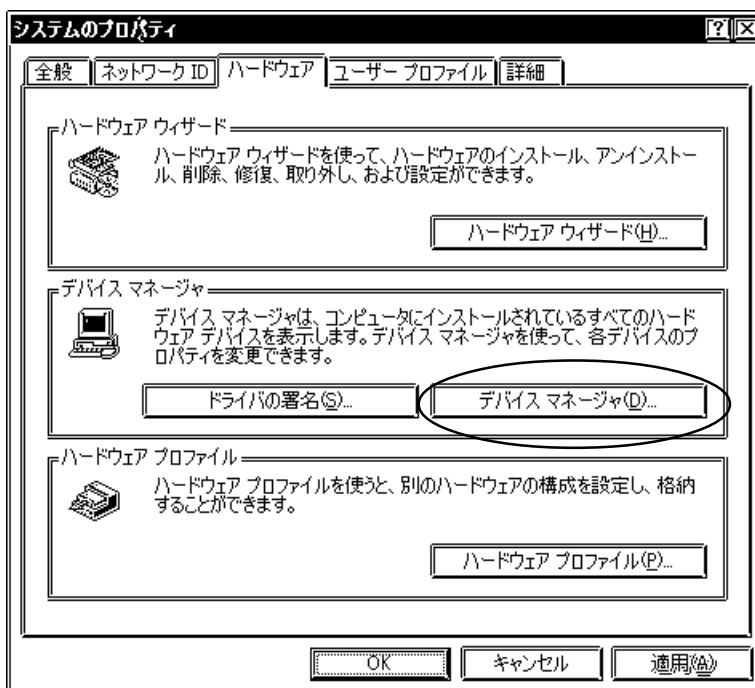 システムのプロパティ
全般 ネットワーク ID ハードウェア ユーザー プロファイル 詳細
ハードウェア ウィザード
ハードウェア ウィザードを使って、ハードウェアのインストール、アンインストー
ル、削除、修復、取り外し、および設定ができます。
ハードウェア ウィザード(H)...
デバイス マネージャ
デバイス マネージャは、コンピュータにインストールされているすべてのハード
ウェア デバイスを表示します。デバイス マネージャを使って、各デバイスのプ
ロパティを変更できます。
ドライバの署名(S)... デバイス マネージャ(D)...
ハードウェア プロファイル
ハードウェア プロファイルを使うと、別のハードウェアの構成を設定し、格納
することができます。
ハードウェア プロファイル(P)...
OK キャンセル 適用(A)